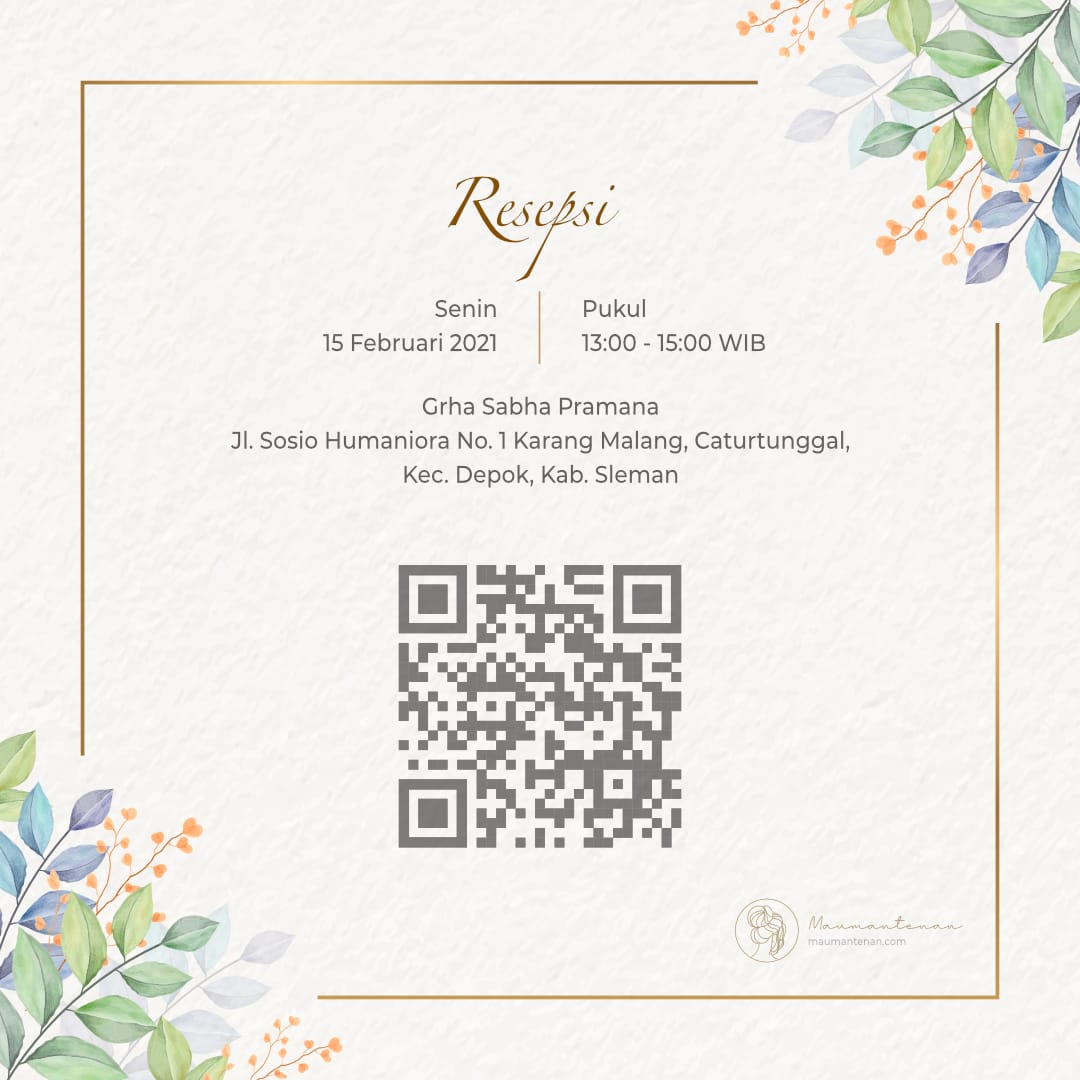 Resepsi
Senin
15 Februari 2021
Pukul
13:00 - 15:00 WIB
Grha Sabha Pramana
Jl. Sosio Humaniora No. 1 Karang Malang, Caturtunggal,
Kec. Depok, Kab. Sleman
Maumantenan
maumantenan.com